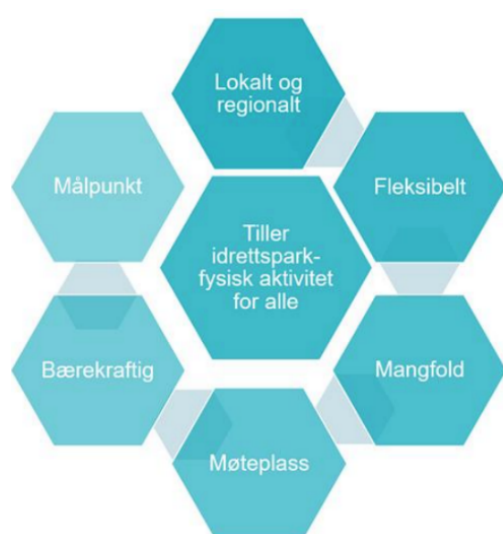 Lokalt og
regionalt
Målpunkt
Fleksibelt
Tiller
idrettspark-
fysisk aktivitet
for alle
Bærekraftig
Mangfold
Møteplass